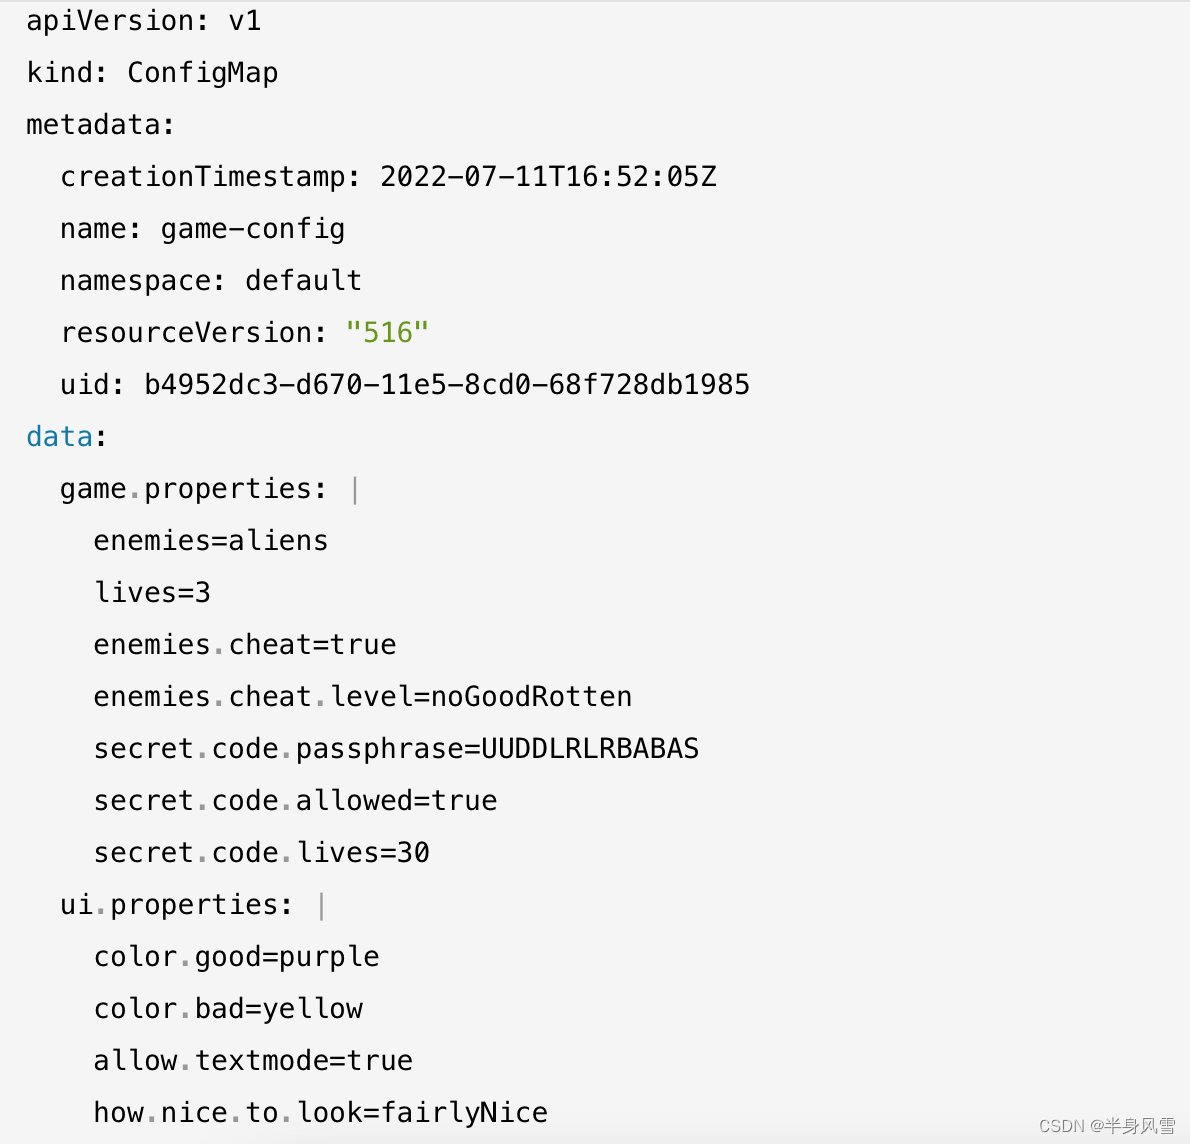 apiVersion: v1
kind: ConfigMap
metadata:
  creationTimestamp: 2022-07-11T16:52:05Z
  name: game-config
  namespace: default
  resourceVersion: "516"
  uid: b4952dc3-d670-11e5-8cd0-68f728db1985
data:
  game.properties: |
    enemies=aliens
    lives=3
    enemies.cheat=true
    enemies.cheat.level=noGoodRotten
    secret.code.passphrase=UUDDLRLRBABAS
    secret.code.allowed=true
    secret.code.lives=30
  ui.properties: |
    color.good=purple
    color.bad=yellow
    allow.textmode=true
    how.nice.to.look=fairlyNice
CSDN @半身风雪